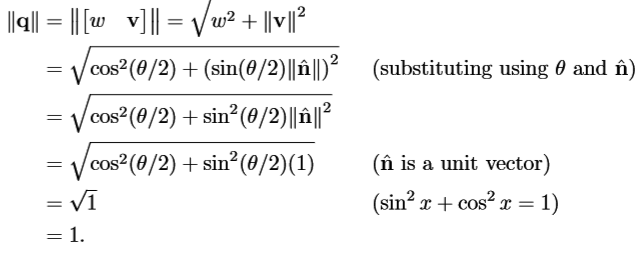 ‖q‖ = ‖[w v]‖ = √(w² + ‖v‖²)
= √(cos²(θ/2) + (sin(θ/2)‖n̂‖)²) (substituting using θ and n̂)
= √(cos²(θ/2) + sin²(θ/2)‖n̂‖²)
= √(cos²(θ/2) + sin²(θ/2)(1)) (n̂ is a unit vector)
= √1 (sin² x + cos² x = 1)
= 1.